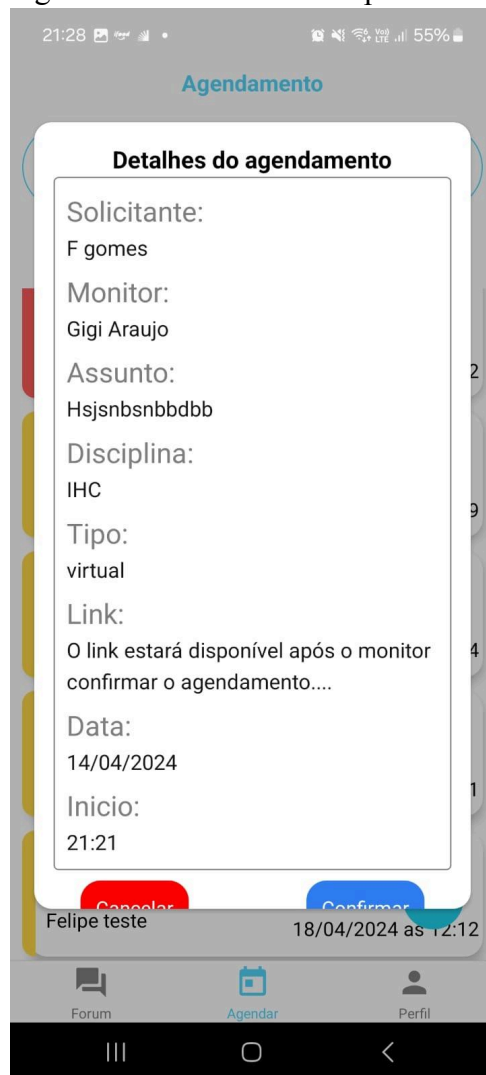 21:28 55%
Agendamento
Detalhes do agendamento
Solicitante:
F gomes
Monitor:
Gigi Araujo
Assunto:
Hsjsnbsnbbdbb
Disciplina:
IHC
Tipo:
virtual
Link:
O link estará disponível após o monitor
confirmar o agendamento....
Data:
14/04/2024
Inicio:
21:21
Cancelar Confirmar
Felipe teste 18/04/2024 as 12:12
Forum Agendar Perfil